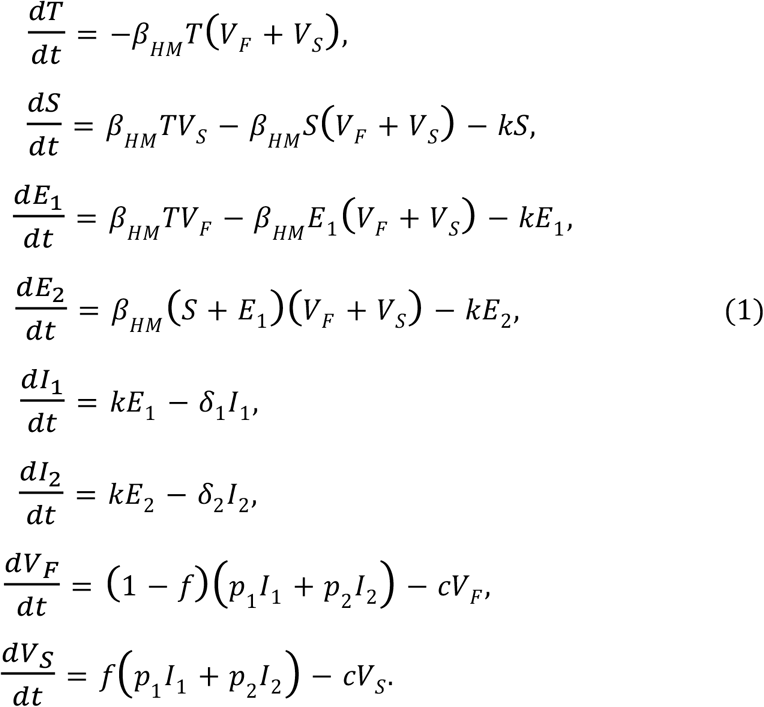 dT/dt = −β_HM T(V_F + V_S),
dS/dt = β_HM TV_S − β_HM S(V_F + V_S) − kS,
dE_1/dt = β_HM TV_F − β_HM E_1(V_F + V_S) − kE_1,
dE_2/dt = β_HM(S + E_1)(V_F + V_S) − kE_2, (1)
dI_1/dt = kE_1 − δ_1I_1,
dI_2/dt = kE_2 − δ_2I_2,
dV_F/dt = (1 − f)(p_1I_1 + p_2I_2) − cV_F,
dV_S/dt = f(p_1I_1 + p_2I_2) − cV_S.